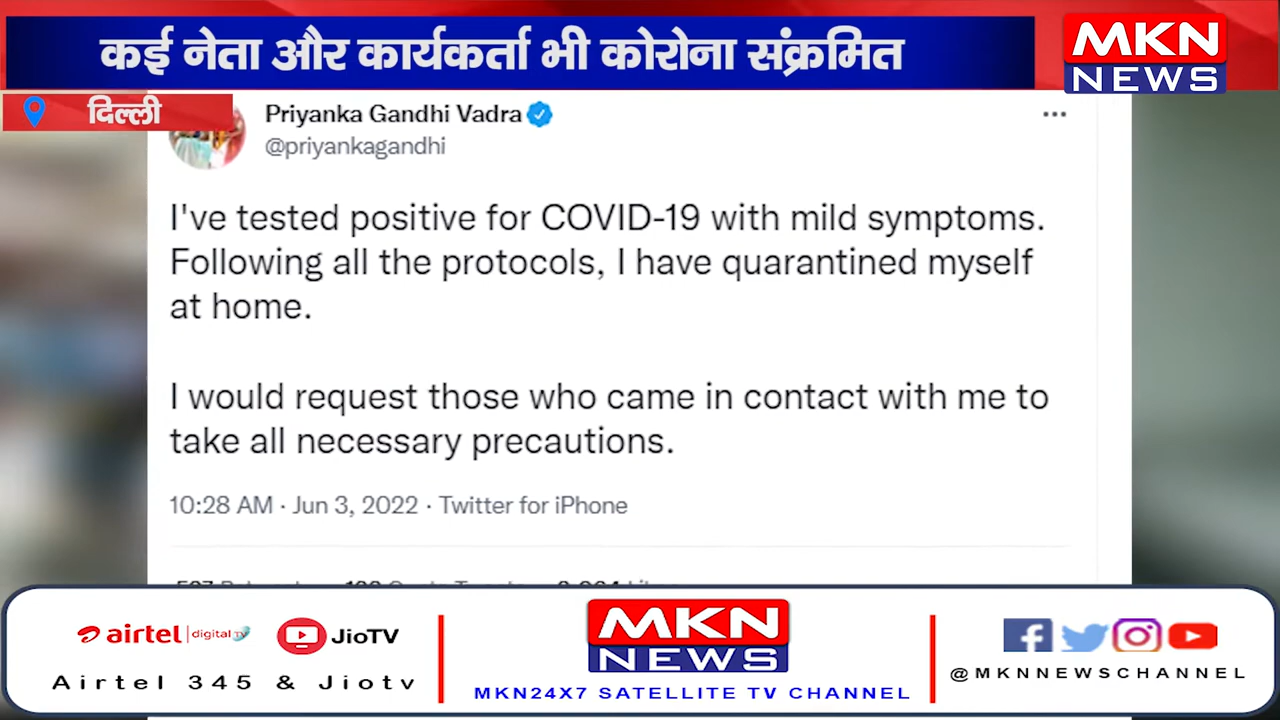 कई नेता और कार्यकर्ता भी कोरोना संक्रमित
MKN
NEWS
दिल्ली
Priyanka Gandhi Vadra
@priyankagandhi
I've tested positive for COVID-19 with mild symptoms.
Following all the protocols, I have quarantined myself
at home.
I would request those who came in contact with me to
take all necessary precautions.
10:28 AM · Jun 3, 2022 · Twitter for iPhone
airtel digital TV
JioTV
Airtel 345 & Jiotv
MKN
NEWS
MKN24X7 SATELLITE TV CHANNEL
@MKNNEWSCHANNEL